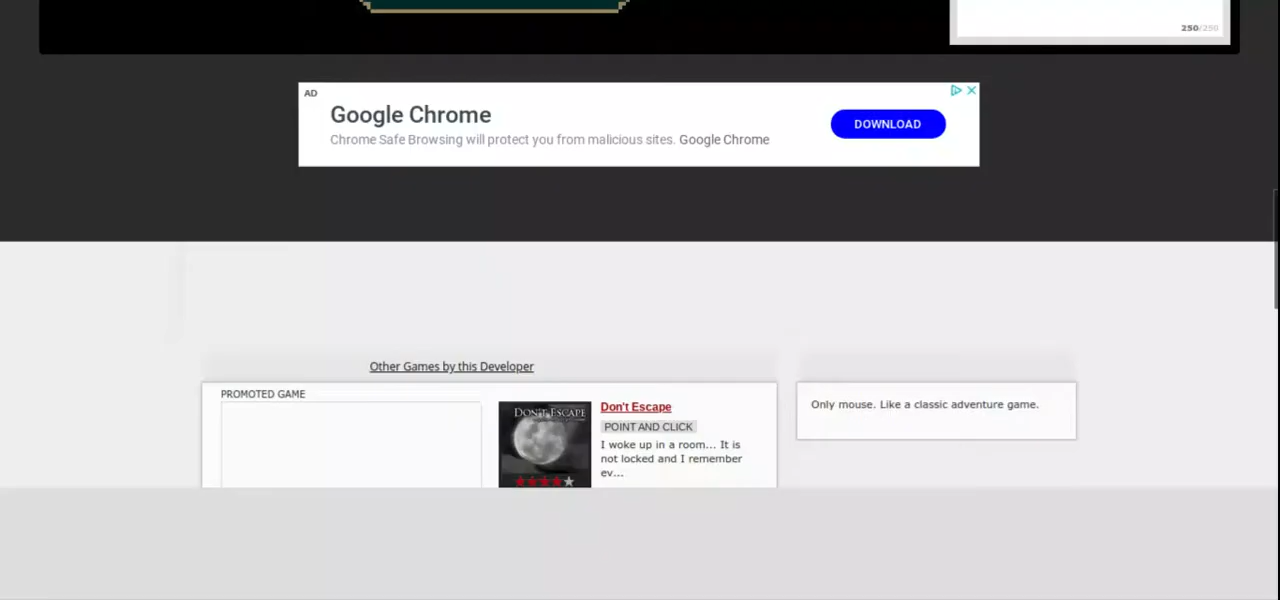 250/250
AD
Google Chrome
Chrome Safe Browsing will protect you from malicious sites. Google Chrome
DOWNLOAD
Other Games by this Developer
PROMOTED GAME
DON'T ESCAPE
Don't Escape
POINT AND CLICK
I woke up in a room... It is
not locked and I remember
ev...
Only mouse. Like a classic adventure game.